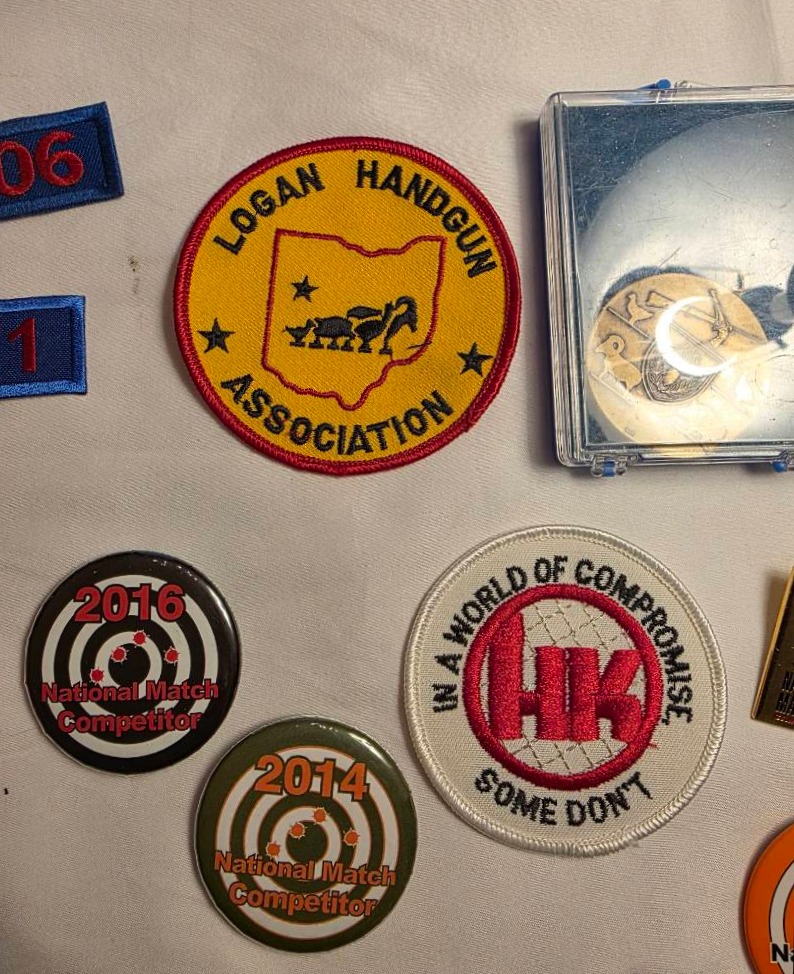 06
1
LOGAN HANDGUN
ASSOCIATION
2016
National Match
Competitor
2014
National Match
Competitor
IN A WORLD OF COMPROMISE,
HK
SOME DON'T
Na